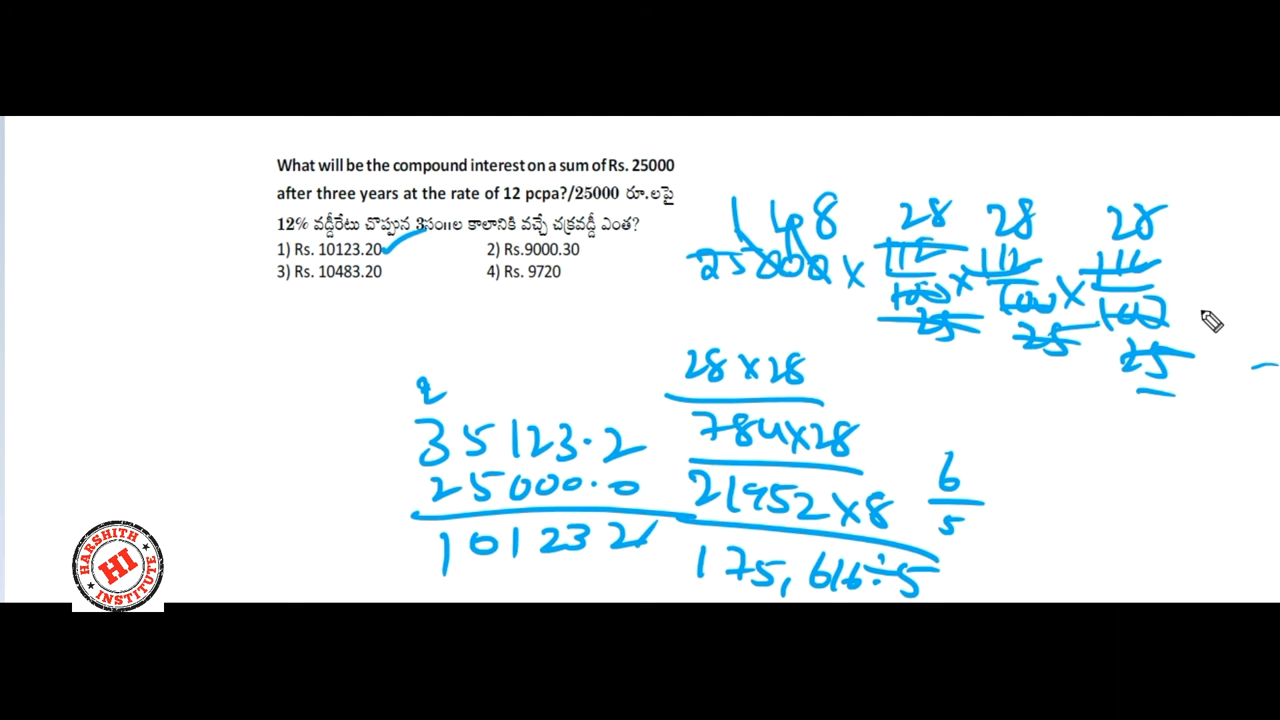 What will be the compound interest on a sum of Rs. 25000
after three years at the rate of 12 pcpa?/25000 రూ.లపై
12% వడ్డీరేటు చొప్పున 3సం॥ల కాలానికి వచ్చే చక్రవడ్డీ ఎంత?
1) Rs. 10123.20 2) Rs.9000.30
3) Rs. 10483.20 4) Rs. 9720
28 28 28
25000 × 112 × 112 × 112
100 100 100
25 25 25
28 × 28
784 × 28
21952 × 8
175,616 ÷ 5
6
5
2
35123.2
25000.0
10123 2
HARSHITH
HI
INSTITUTE